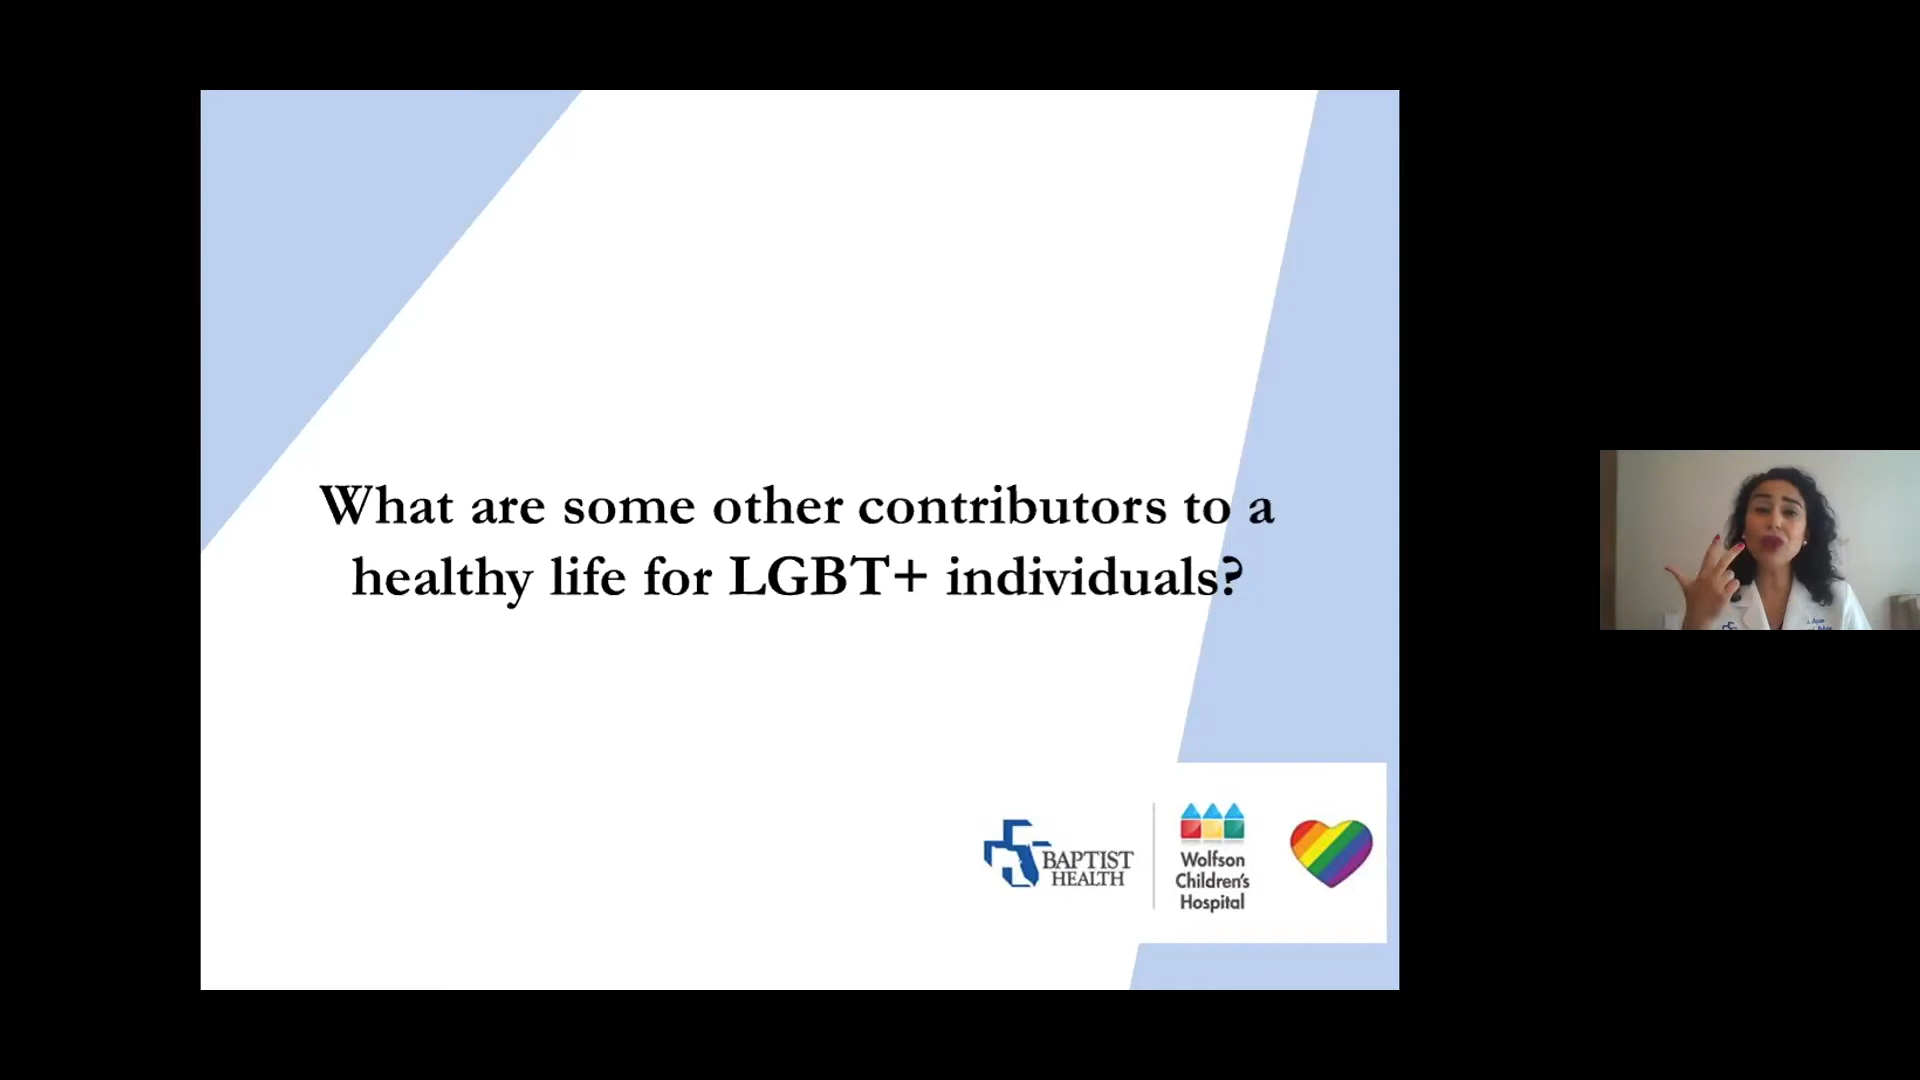 What are some other contributors to a
healthy life for LGBT+ individuals?
BAPTIST
HEALTH
Wolfson
Children's
Hospital